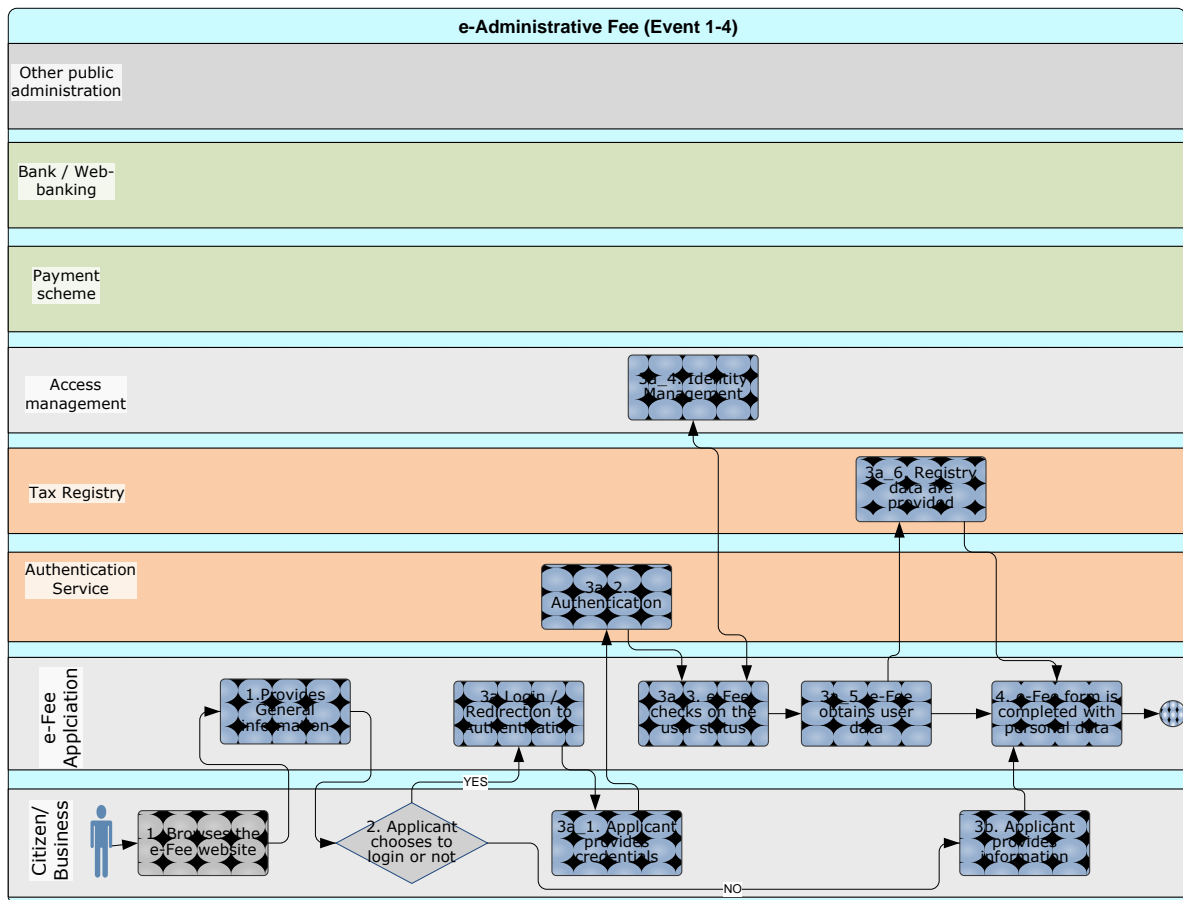 e-Administrative Fee (Event 1-4)
Other public
administration
Bank / Web-
banking
Payment
scheme
Access
management
3a_4. Identity
Management
Tax Registry
3a_6. Registry
data are
provided
Authentication
Service
3a_2.
Authentication
e-Fee
Applciation
1.Provides
General
information
3a Login /
Redirection to
Authentication
3a_3. e-Fee
checks on the
user status
3a_5. e-Fee
obtains user
data
4. e-Fee form is
completed with
personal data
YES
Citizen/
Business
1. Browses the
e-Fee website
2. Applicant
chooses to
login or not
3a_1. Applicant
provides
credentials
3b. Applicant
provides
information
NO